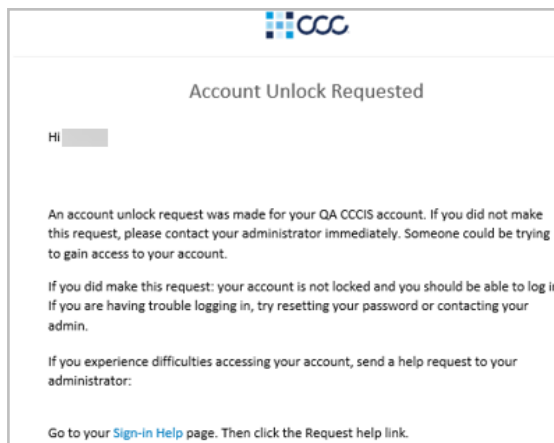 CCC
Account Unlock Requested
Hi
An account unlock request was made for your QA CCCIS account. If you did not make
this request, please contact your administrator immediately. Someone could be trying
to gain access to your account.
If you did make this request: your account is not locked and you should be able to log in
If you are having trouble logging in, try resetting your password or contacting your
admin.
If you experience difficulties accessing your account, send a help request to your
administrator:
Go to your Sign-in Help page. Then click the Request help link.